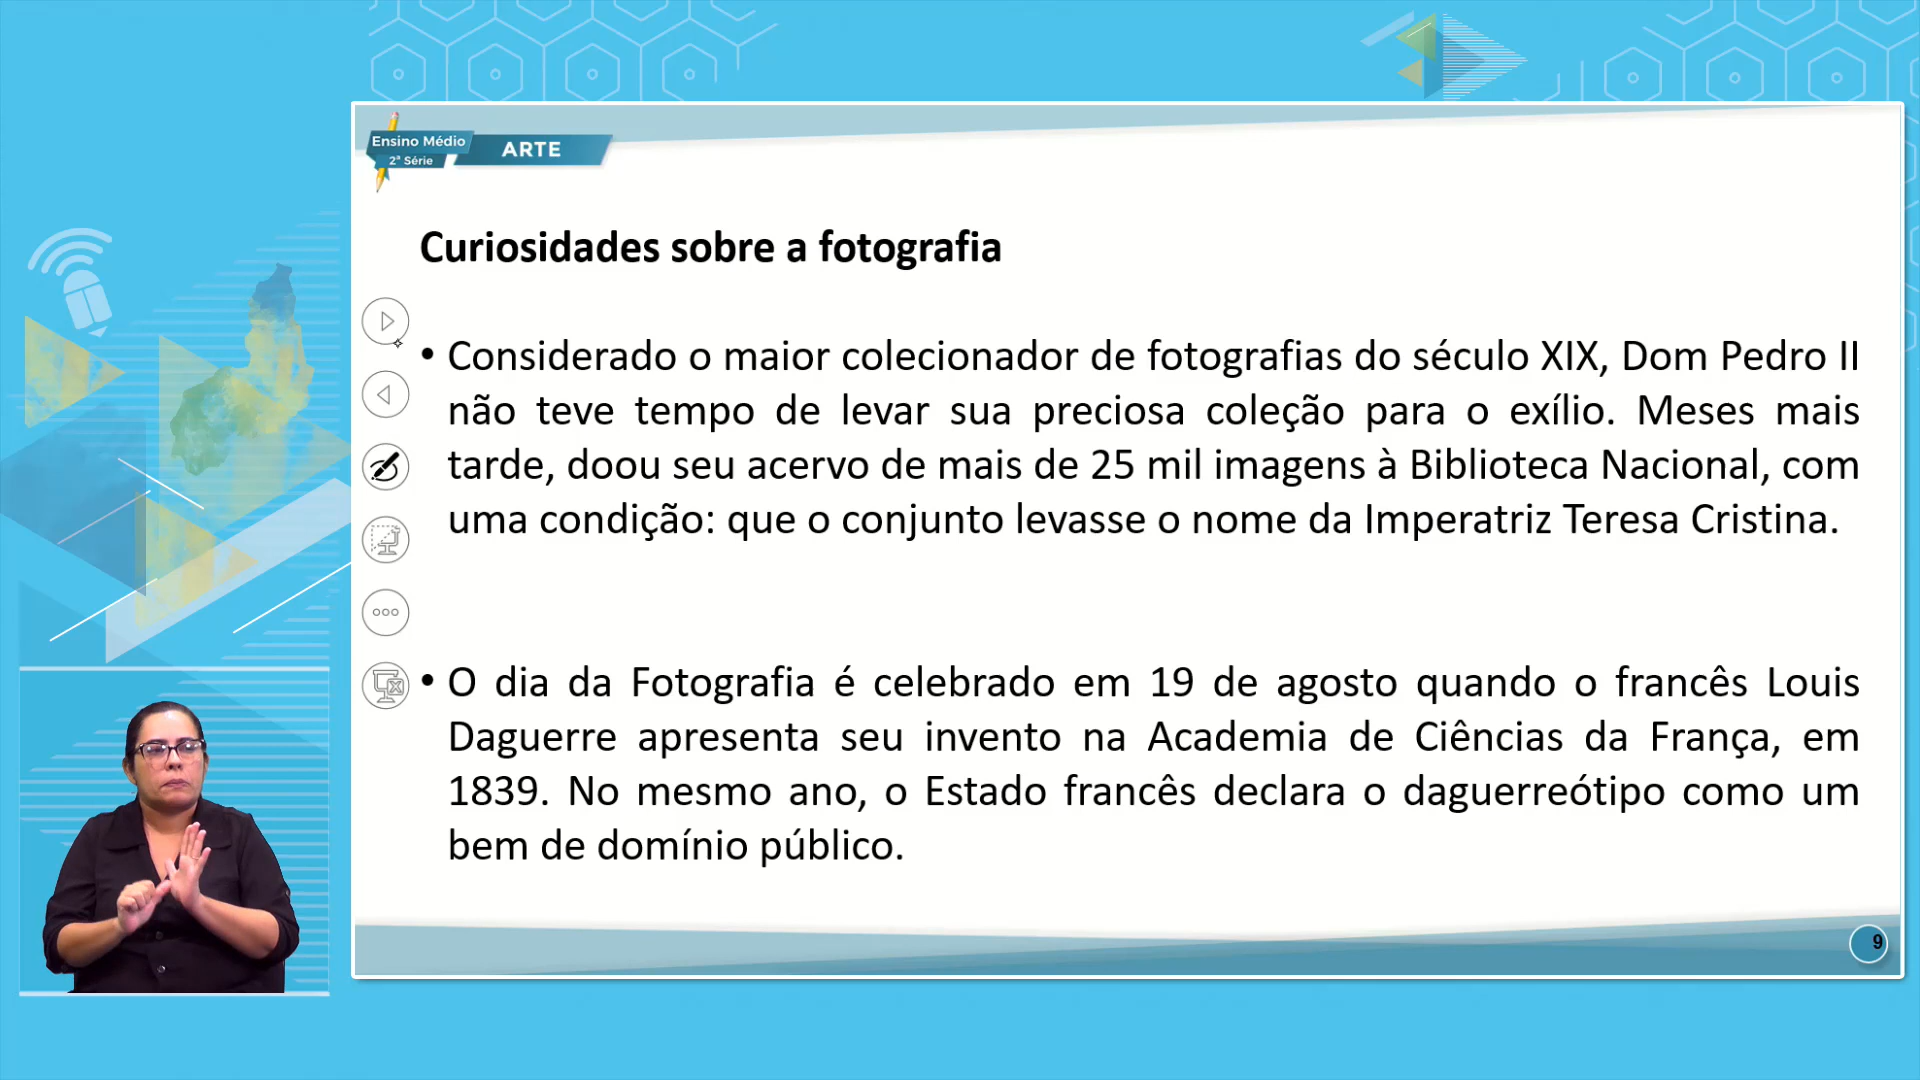 Ensino Médio
2ª Série
ARTE
Curiosidades sobre a fotografia
• Considerado o maior colecionador de fotografias do século XIX, Dom Pedro II
não teve tempo de levar sua preciosa coleção para o exílio. Meses mais
tarde, doou seu acervo de mais de 25 mil imagens à Biblioteca Nacional, com
uma condição: que o conjunto levasse o nome da Imperatriz Teresa Cristina.
• O dia da Fotografia é celebrado em 19 de agosto quando o francês Louis
Daguerre apresenta seu invento na Academia de Ciências da França, em
1839. No mesmo ano, o Estado francês declara o daguerreótipo como um
bem de domínio público.
9